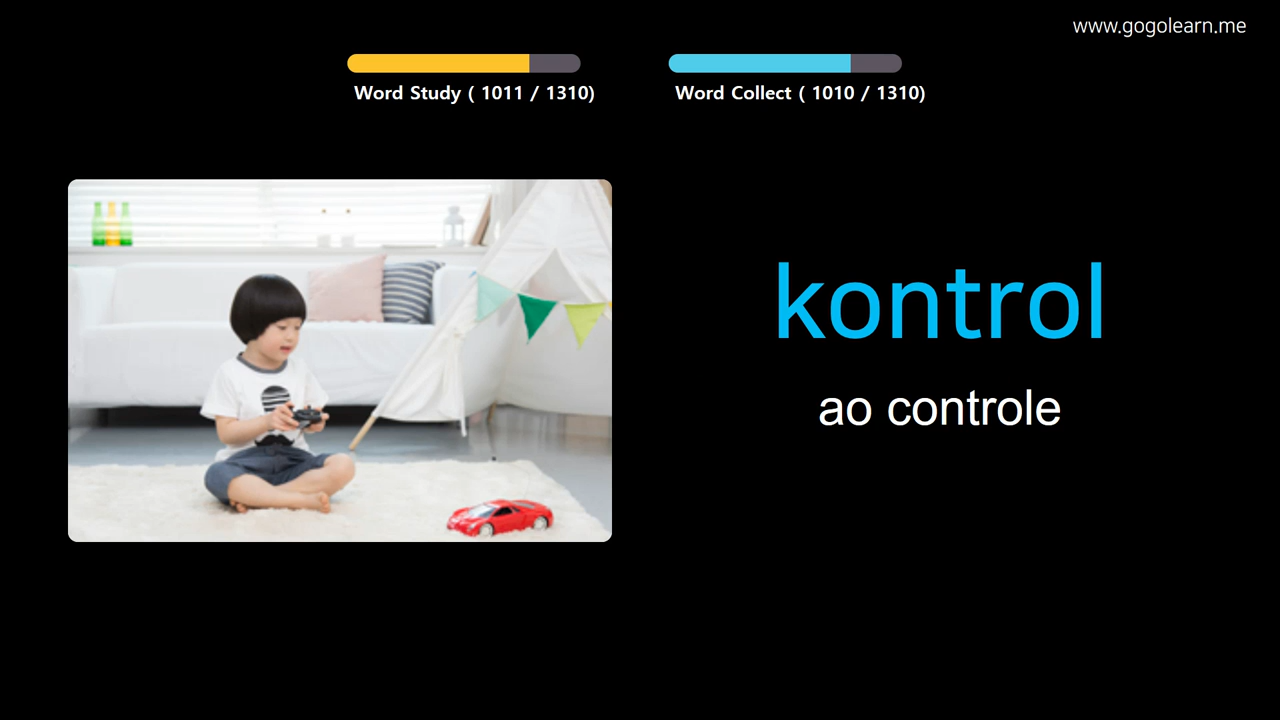 www.gogolearn.me
Word Study ( 1011 / 1310)
Word Collect ( 1010 / 1310)
kontrol
ao controle